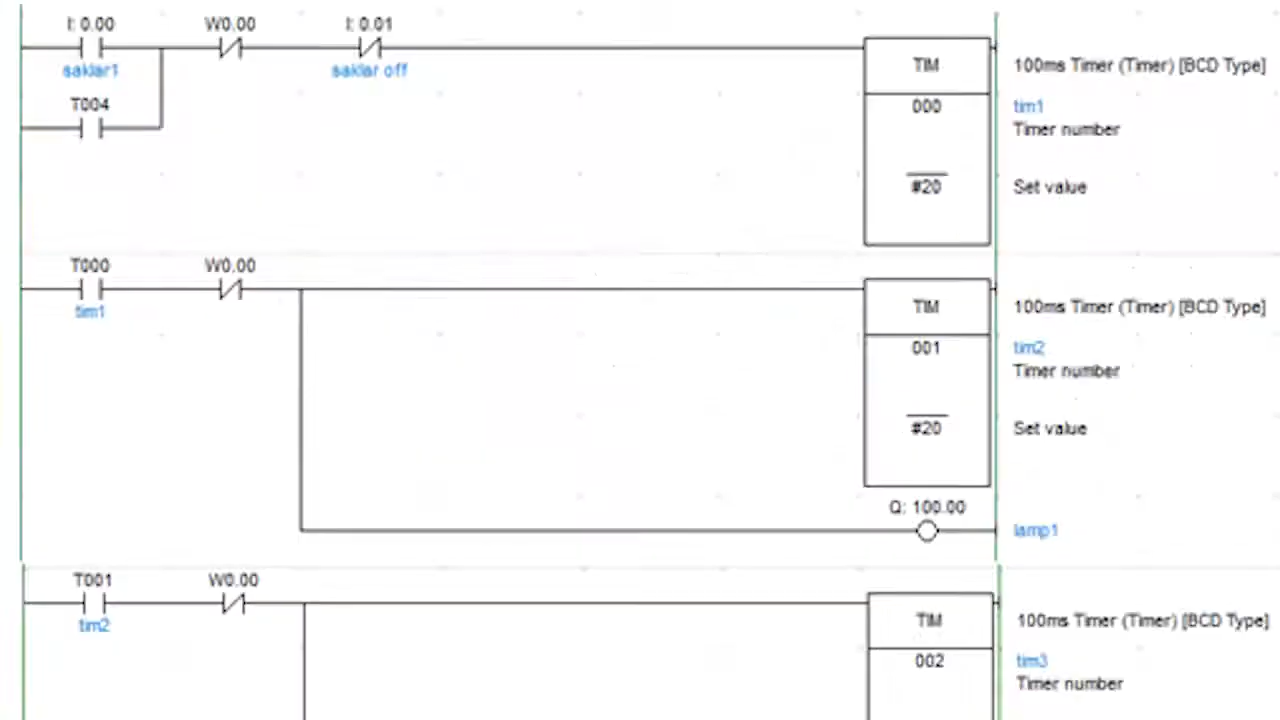 I: 0.00 W0.00 I: 0.01
saklar1 saklar off
T004
TIM 100ms Timer (Timer) [BCD Type]
000 tim1
Timer number
#20 Set value
T000 W0.00
tim1
TIM 100ms Timer (Timer) [BCD Type]
001 tim2
Timer number
#20 Set value
Q: 100.00
lamp1
T001 W0.00
tim2
TIM 100ms Timer (Timer) [BCD Type]
002 tim3
Timer number